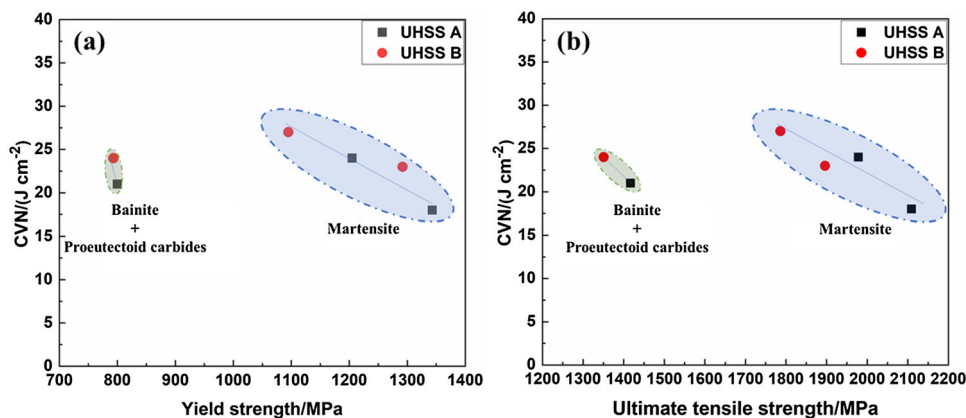 (a)
UHSS A
UHSS B
CVN/(J cm⁻²)
40
35
30
25
20
15
10
5
0
Bainite
+
Proeutectoid carbides
Martensite
700 800 900 1000 1100 1200 1300 1400
Yield strength/MPa
(b)
UHSS A
UHSS B
CVN/(J cm⁻²)
40
35
30
25
20
15
10
5
0
Bainite
+
Proeutectoid carbides
Martensite
1200 1300 1400 1500 1600 1700 1800 1900 2000 2100 2200
Ultimate tensile strength/MPa